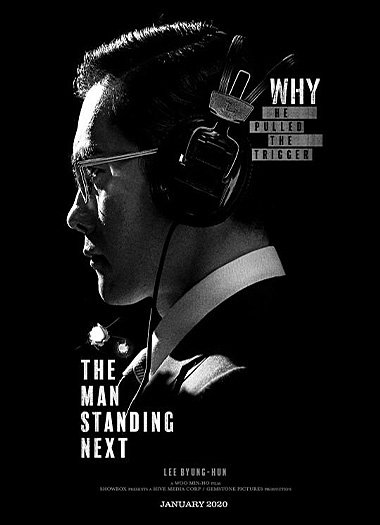 WHY
HE
PULLED
THE
TRIGGER
THE
MAN
STANDING
NEXT
LEE BYUNG-HUN
A WOO MIN-HO FILM
SHOWBOX PRESENTS A HIVE MEDIA CORP / GEMSTONE PICTURES PRODUCTION
JANUARY 2020